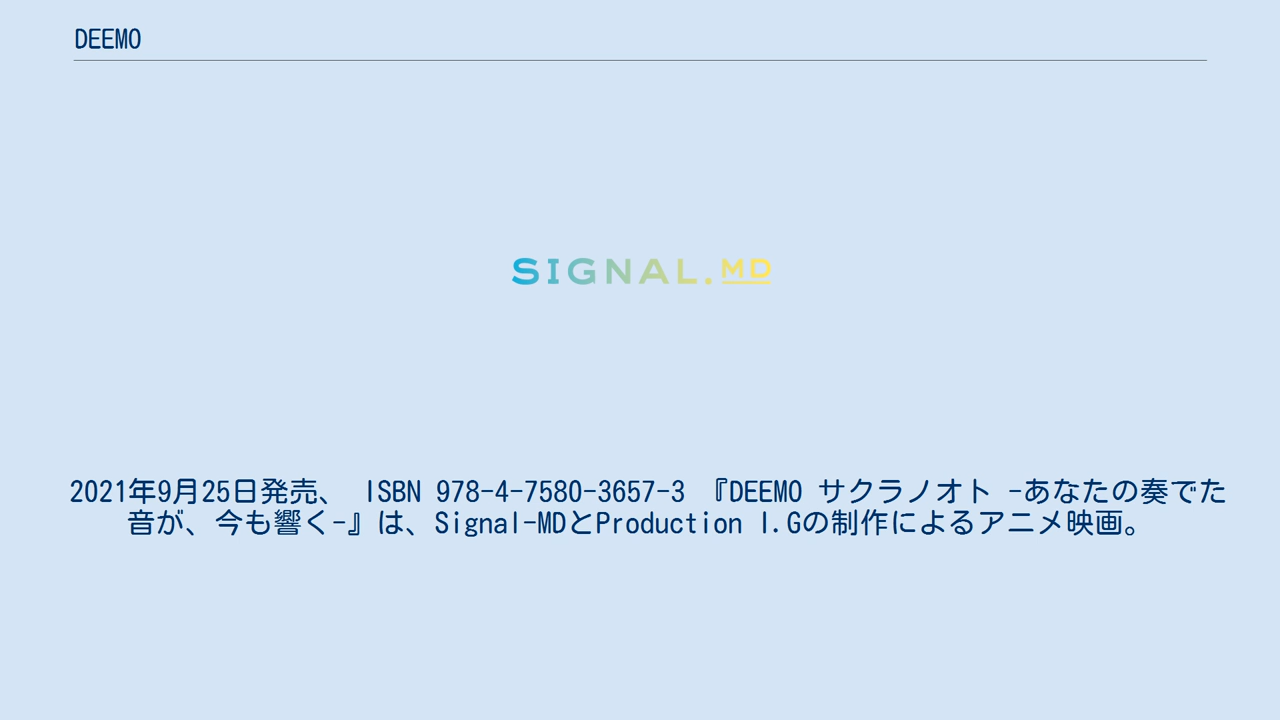 DEEMO
SIGNAL.MD
2021年9月25日発売、 ISBN 978-4-7580-3657-3 『DEEMO サクラノオト -あなたの奏でた
音が、今も響く-』は、Signal-MDとProduction I.Gの制作によるアニメ映画。